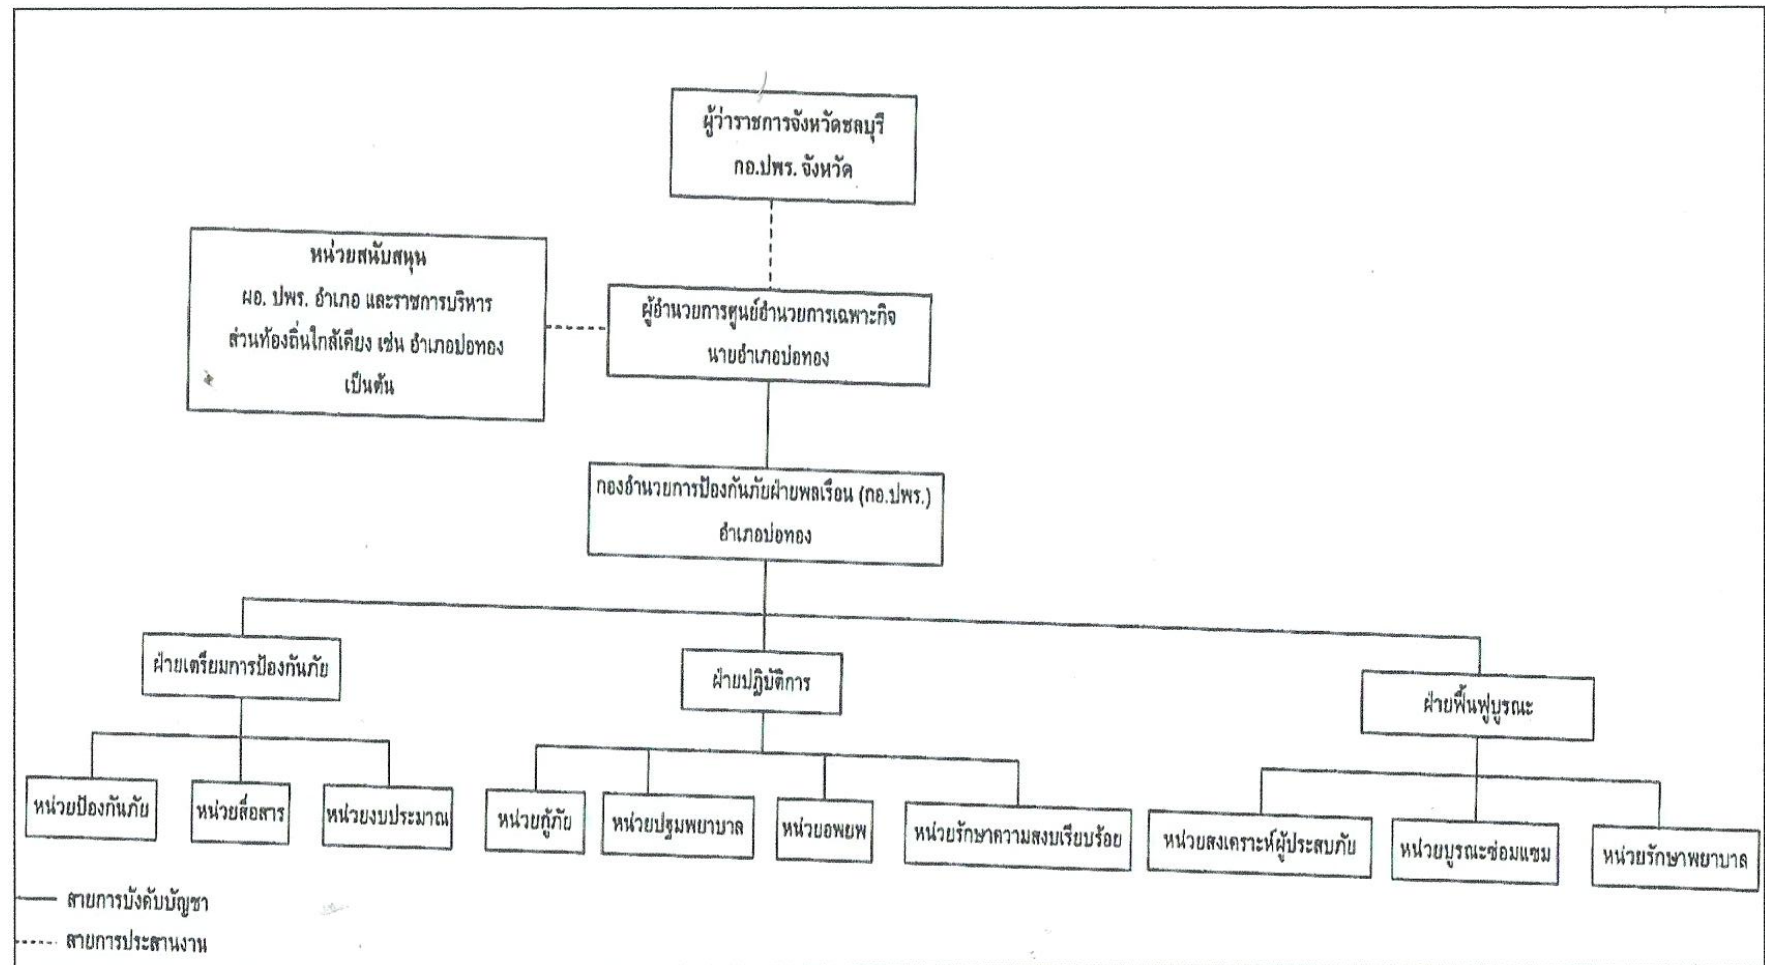 ผู้ว่าราชการจังหวัดชลบุรี
กอ.ปพร. จังหวัด
หน่วยสนับสนุน
ผอ. ปพร. อำเภอ และราชการบริหาร
ส่วนท้องถิ่นใกล้เคียง เช่น อำเภอบ่อทอง
เป็นต้น
ผู้อำนวยการศูนย์อำนวยการเฉพาะกิจ
นายอำเภอบ่อทอง
กองอำนวยการป้องกันภัยฝ่ายพลเรือน (กอ.ปพร.)
อำเภอบ่อทอง
ฝ่ายเตรียมการป้องกันภัย
ฝ่ายปฏิบัติการ
ฝ่ายฟื้นฟูบูรณะ
หน่วยป้องกันภัย
หน่วยสื่อสาร
หน่วยงบประมาณ
หน่วยกู้ภัย
หน่วยปฐมพยาบาล
หน่วยอพยพ
หน่วยรักษาความสงบเรียบร้อย
หน่วยสงเคราะห์ผู้ประสบภัย
หน่วยบูรณะซ่อมแซม
หน่วยรักษาพยาบาล
สายการบังคับบัญชา
สายการประสานงาน